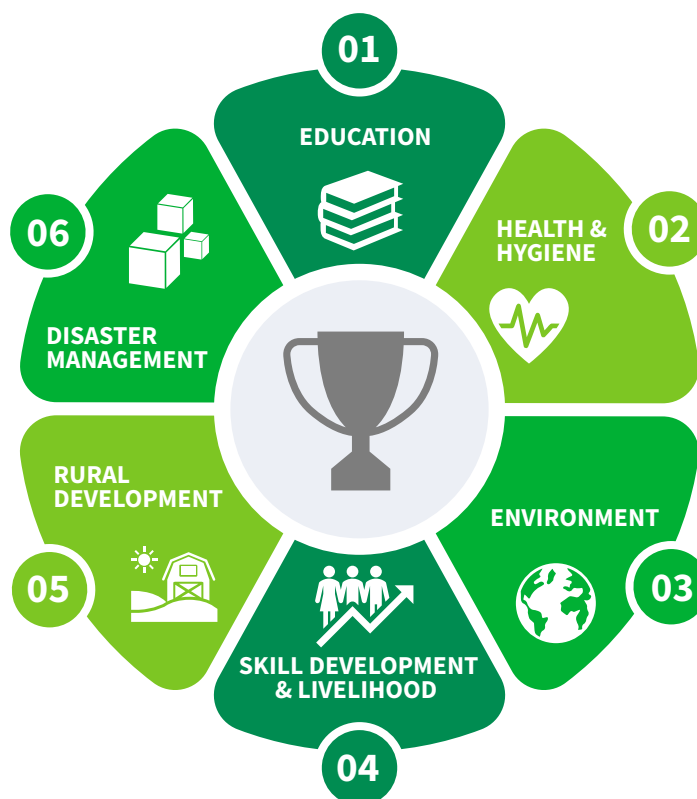 01
EDUCATION
02
HEALTH &
HYGIENE
03
ENVIRONMENT
04
SKILL DEVELOPMENT
& LIVELIHOOD
05
RURAL
DEVELOPMENT
06
DISASTER
MANAGEMENT